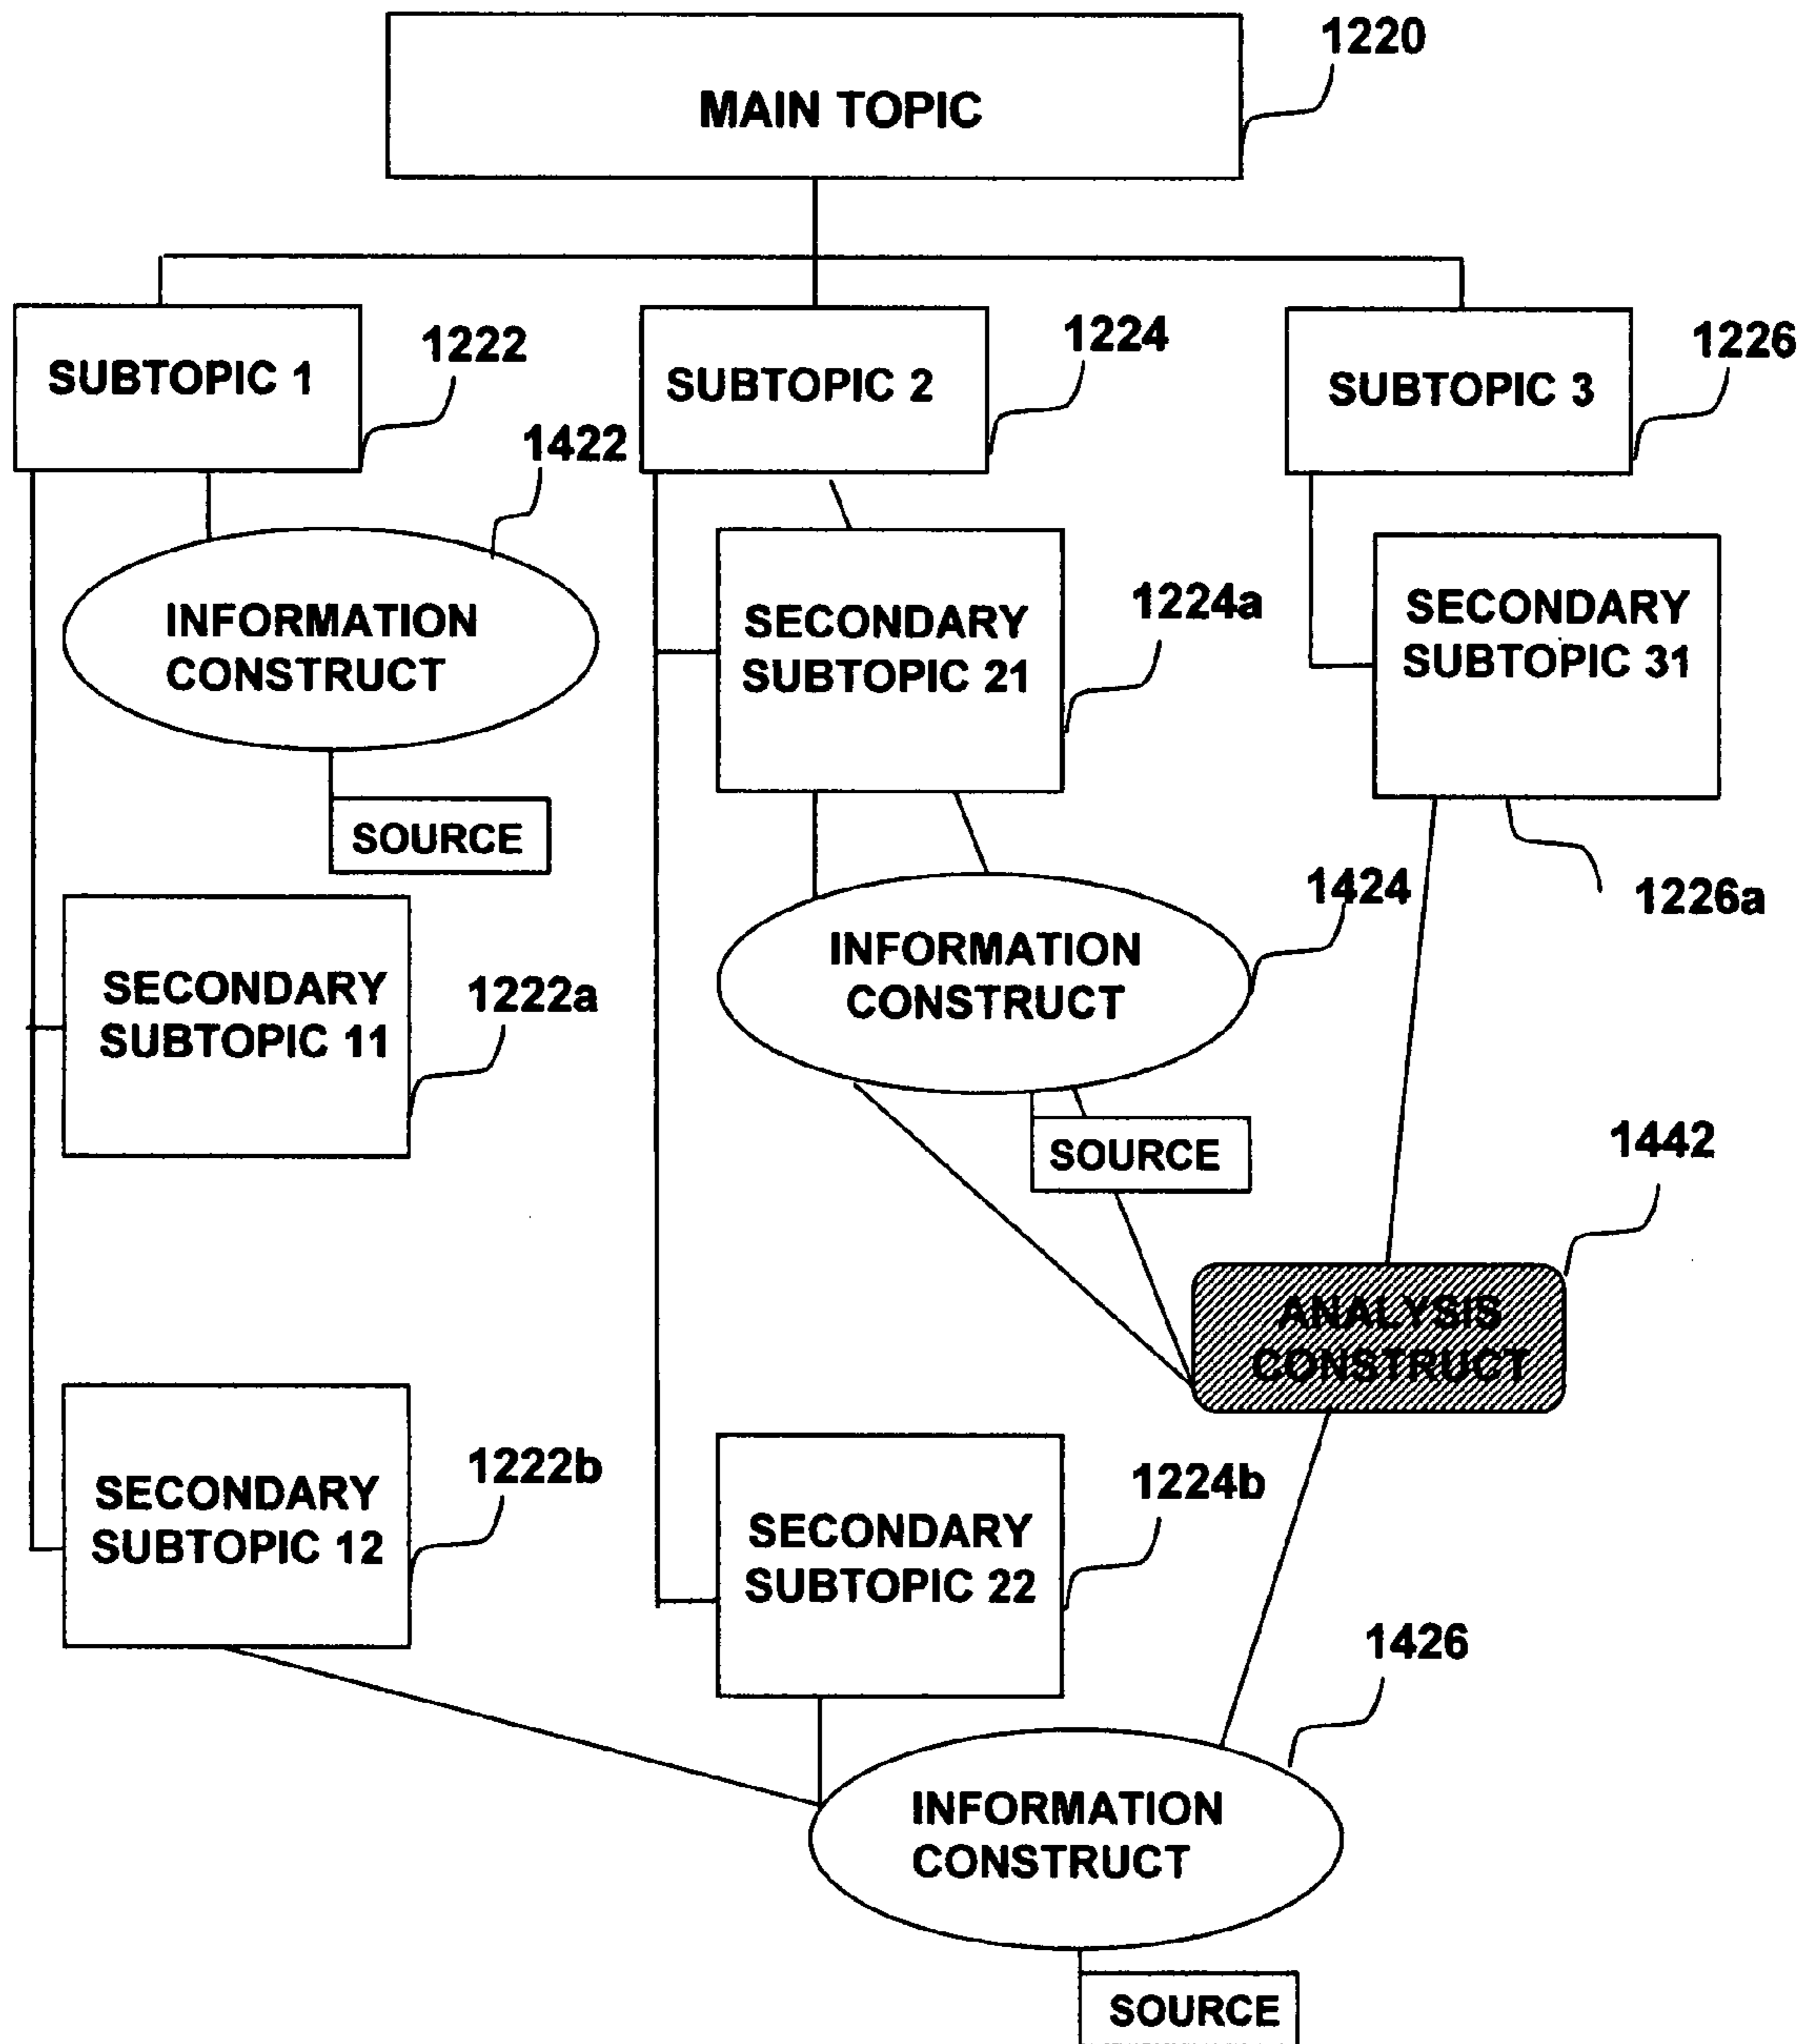 1220
MAIN TOPIC
SUBTOPIC 1
1222
SUBTOPIC 2
1224
SUBTOPIC 3
1226
1422
INFORMATION
CONSTRUCT
SOURCE
SECONDARY
SUBTOPIC 21
1224a
SECONDARY
SUBTOPIC 31
1226a
1424
INFORMATION
CONSTRUCT
SOURCE
SECONDARY
SUBTOPIC 11
1222a
1442
ANALYSIS
CONSTRUCT
SECONDARY
SUBTOPIC 12
1222b
SECONDARY
SUBTOPIC 22
1224b
1426
INFORMATION
CONSTRUCT
SOURCE